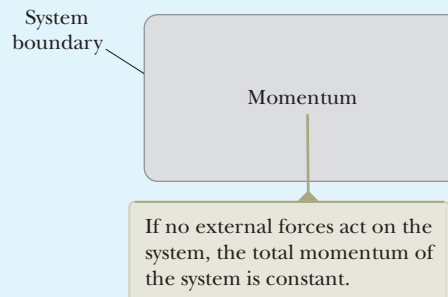 System
boundary
Momentum
If no external forces act on the
system, the total momentum of
the system is constant.